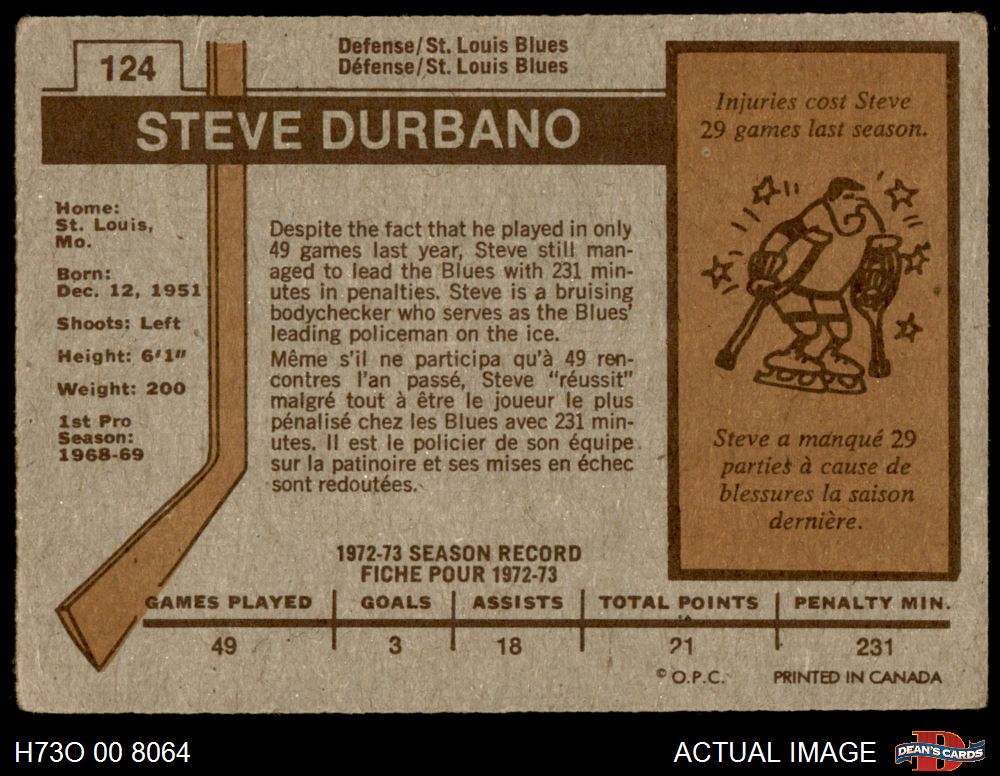 124
Defense/St. Louis Blues
Défense/St. Louis Blues
STEVE DURBANO
Home:
St. Louis,
Mo.
Born:
Dec. 12, 1951
Shoots: Left
Height: 6'1"
Weight: 200
1st Pro
Season:
1968-69
Despite the fact that he played in only
49 games last year, Steve still man-
aged to lead the Blues with 231 min-
utes in penalties. Steve is a bruising
bodychecker who serves as the Blues'
leading policeman on the ice.
Même s'il ne participa qu'à 49 ren-
contres l'an passé, Steve "réussit"
malgré tout à être le joueur le plus
pénalisé chez les Blues avec 231 min-
utes. Il est le policier de son équipe
sur la patinoire et ses mises en échec
sont redoutées.
Injuries cost Steve
29 games last season.
Steve a manqué 29
parties à cause de
blessures la saison
dernière.
1972-73 SEASON RECORD
FICHE POUR 1972-73
GAMES PLAYED GOALS ASSISTS TOTAL POINTS PENALTY MIN.
49 3 18 21 231
© O.P.C. PRINTED IN CANADA
H73O 00 8064
ACTUAL IMAGE
DEAN'S CARDS